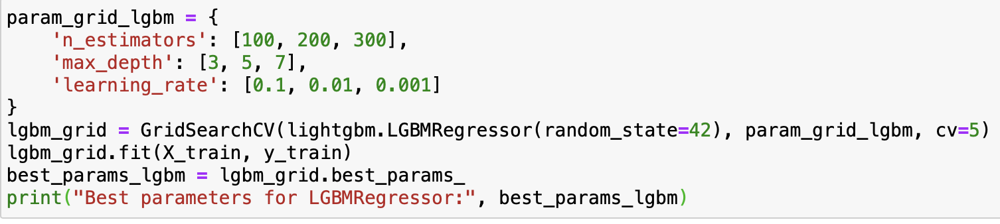 param_grid_lgbm = {
    'n_estimators': [100, 200, 300],
    'max_depth': [3, 5, 7],
    'learning_rate': [0.1, 0.01, 0.001]
}
lgbm_grid = GridSearchCV(lightgbm.LGBMRegressor(random_state=42), param_grid_lgbm, cv=5)
lgbm_grid.fit(X_train, y_train)
best_params_lgbm = lgbm_grid.best_params_
print("Best parameters for LGBMRegressor:", best_params_lgbm)